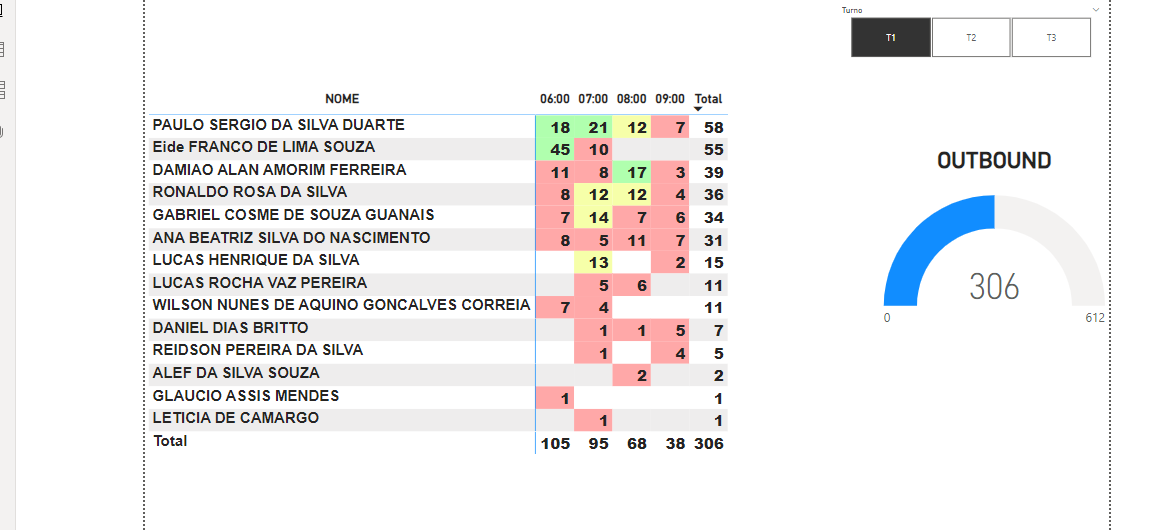 Turno
T1 T2 T3
NOME 06:00 07:00 08:00 09:00 Total
PAULO SERGIO DA SILVA DUARTE 18 21 12 7 58
Eide FRANCO DE LIMA SOUZA 45 10 55
DAMIAO ALAN AMORIM FERREIRA 11 8 17 3 39
RONALDO ROSA DA SILVA 8 12 12 4 36
GABRIEL COSME DE SOUZA GUANAIS 7 14 7 6 34
ANA BEATRIZ SILVA DO NASCIMENTO 8 5 11 7 31
LUCAS HENRIQUE DA SILVA 13 2 15
LUCAS ROCHA VAZ PEREIRA 5 6 11
WILSON NUNES DE AQUINO GONCALVES CORREIA 7 4 11
DANIEL DIAS BRITTO 1 1 5 7
REIDSON PEREIRA DA SILVA 1 4 5
ALEF DA SILVA SOUZA 2 2
GLAUCIO ASSIS MENDES 1 1
LETICIA DE CAMARGO 1 1
Total 105 95 68 38 306
OUTBOUND
306
0 612